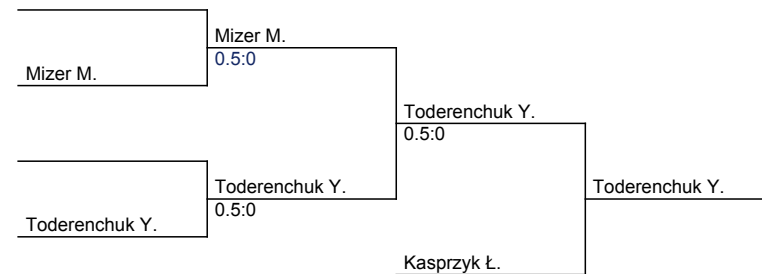 Mizer M.
0.5:0
Mizer M.
Toderenchuk Y.
0.5:0
Toderenchuk Y.
0.5:0
Toderenchuk Y.
Toderenchuk Y.
Kasprzyk Ł.